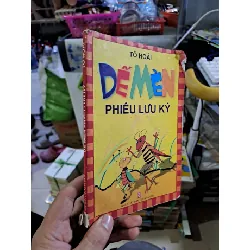 TÔ HOÀI
DẾ MÈN
PHIÊU LƯU KÝ